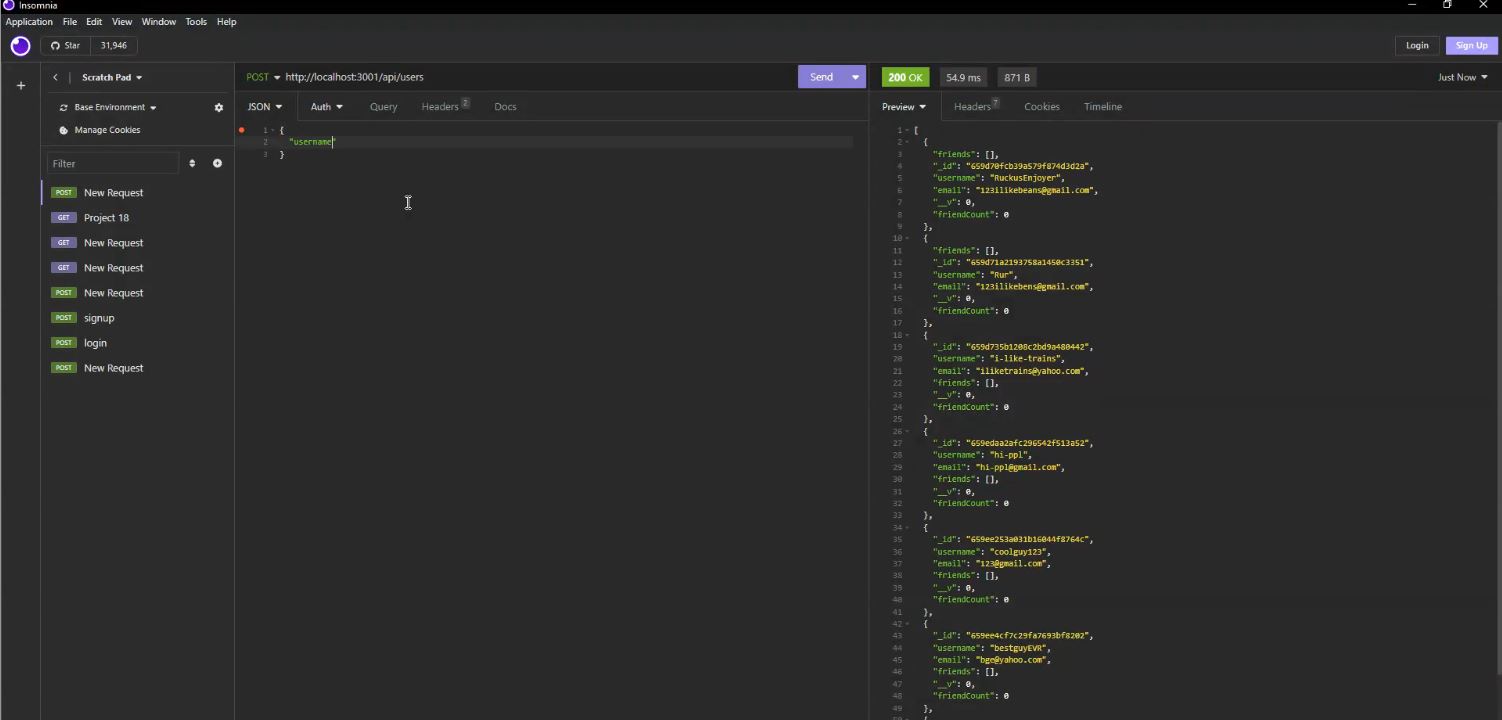 Insomnia
Application File Edit View Window Tools Help
Star 31,946 Login Sign Up
Scratch Pad
Base Environment
Manage Cookies
Filter
POST New Request
GET Project 18
GET New Request
GET New Request
POST New Request
POST signup
POST login
POST New Request
POST http://localhost:3001/api/users Send
JSON Auth Query Headers 2 Docs
1 {
2 "username"
3 }
200 OK 54.9 ms 871 B Just Now
Preview Headers 7 Cookies Timeline
1 [
2 {
3 "friends": [],
4 "_id": "659d70fcb39a579f874d3d2a",
5 "username": "RuckusEnjoyer",
6 "email": "123ilikebeans@gmail.com",
7 "__v": 0,
8 "friendCount": 0
9 },
10 {
11 "friends": [],
12 "_id": "659d71a2193758a1450c3351",
13 "username": "Rur",
14 "email": "123ilikebens@gmail.com",
15 "__v": 0,
16 "friendCount": 0
17 },
18 {
19 "_id": "659d735b1208c2bd9a480442",
20 "username": "i-like-trains",
21 "email": "iliketrains@yahoo.com",
22 "friends": [],
23 "__v": 0,
24 "friendCount": 0
25 },
26 {
27 "_id": "659edaa2afc296542f513a52",
28 "username": "hi-ppl",
29 "email": "hi-ppl@gmail.com",
30 "friends": [],
31 "__v": 0,
32 "friendCount": 0
33 },
34 {
35 "_id": "659ee253a031b16044f8764c",
36 "username": "coolguy123",
37 "email": "123@gmail.com",
38 "friends": [],
39 "__v": 0,
40 "friendCount": 0
41 },
42 {
43 "_id": "659ee4cf7c29fa7693bf8202",
44 "username": "bestguyEVR",
45 "email": "bge@yahoo.com",
46 "friends": [],
47 "__v": 0,
48 "friendCount": 0
49 },